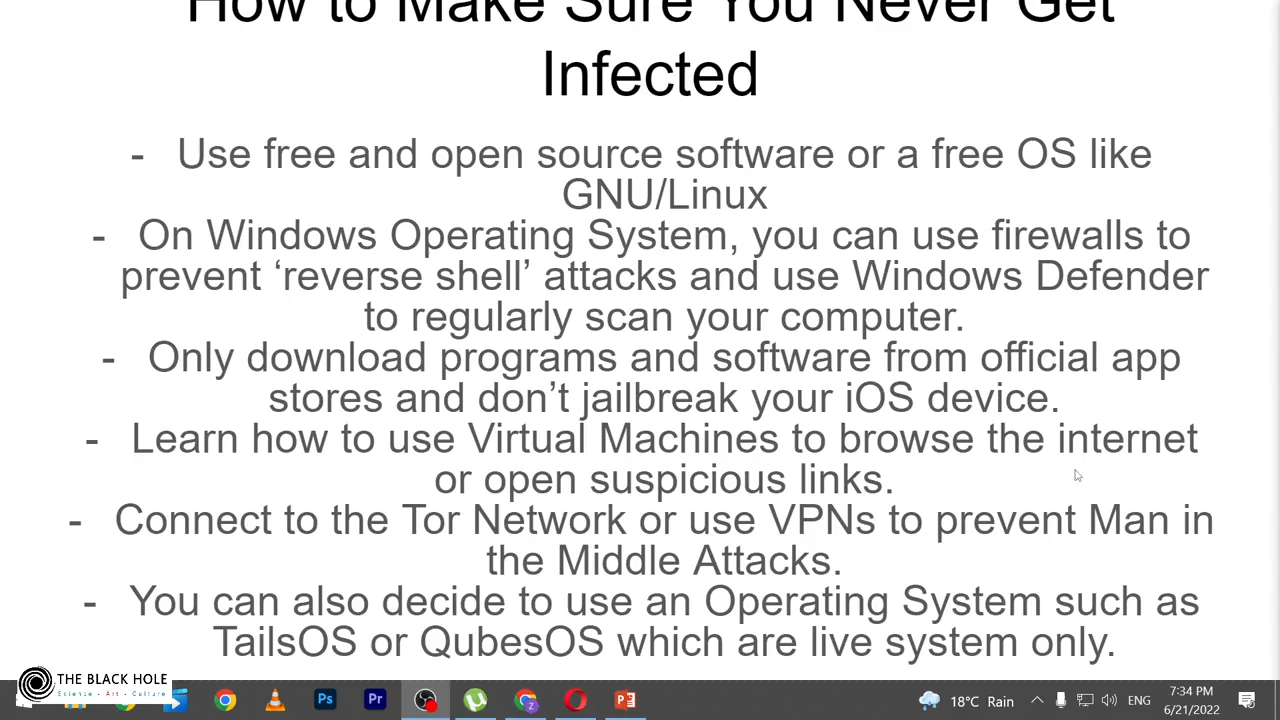 How to Make Sure You Never Get
Infected
- Use free and open source software or a free OS like
GNU/Linux
- On Windows Operating System, you can use firewalls to
prevent ‘reverse shell’ attacks and use Windows Defender
to regularly scan your computer.
- Only download programs and software from official app
stores and don’t jailbreak your iOS device.
- Learn how to use Virtual Machines to browse the internet
or open suspicious links.
- Connect to the Tor Network or use VPNs to prevent Man in
the Middle Attacks.
- You can also decide to use an Operating System such as
TailsOS or QubesOS which are live system only.
THE BLACK HOLE
Science - Art - Culture
Ps
Pr
18°C Rain
ENG
7:34 PM
6/21/2022